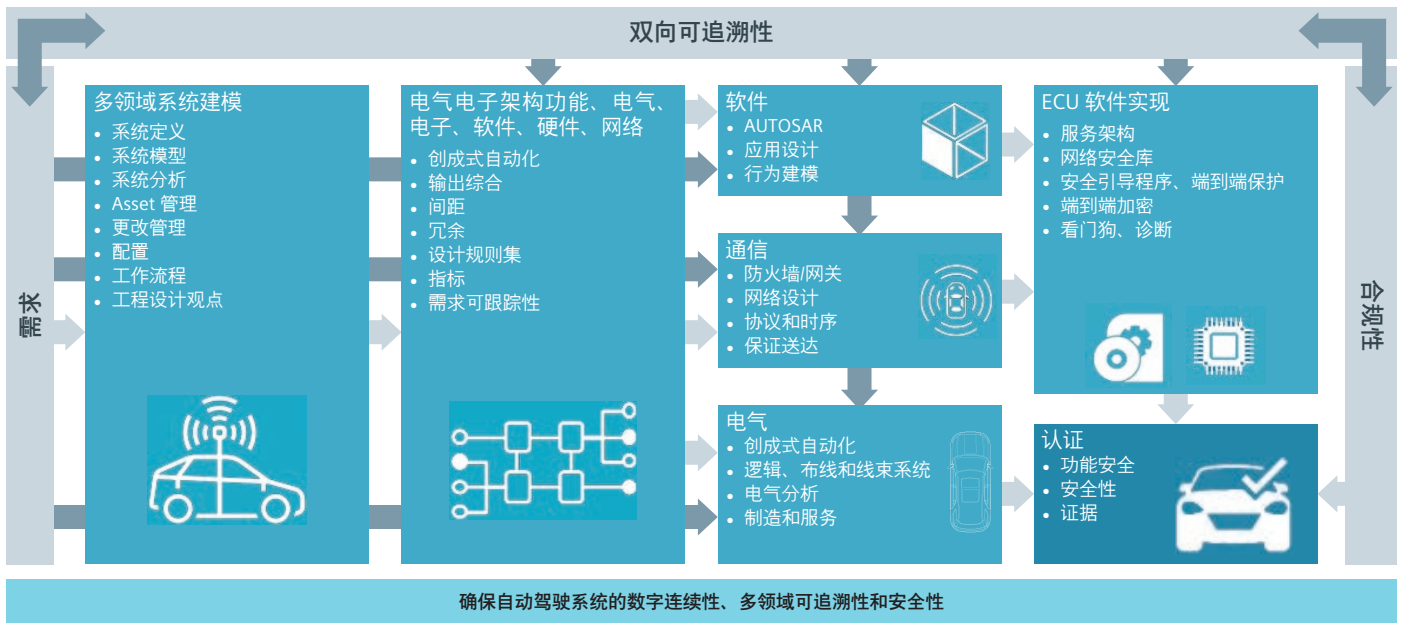 双向可追溯性
需求
多领域系统建模
• 系统定义
• 系统模型
• 系统分析
• Asset 管理
• 更改管理
• 配置
• 工作流程
• 工程设计观点
电气电子架构功能、电气、
电子、软件、硬件、网络
• 创成式自动化
• 输出综合
• 间距
• 冗余
• 设计规则集
• 指标
• 需求可跟踪性
软件
• AUTOSAR
• 应用设计
• 行为建模
通信
• 防火墙/网关
• 网络设计
• 协议和时序
• 保证送达
电气
• 创成式自动化
• 逻辑、布线和线束系统
• 电气分析
• 制造和服务
ECU 软件实现
• 服务架构
• 网络安全库
• 安全引导程序、端到端保护
• 端到端加密
• 看门狗、诊断
认证
• 功能安全
• 安全性
• 证据
合规性
确保自动驾驶系统的数字连续性、多领域可追溯性和安全性